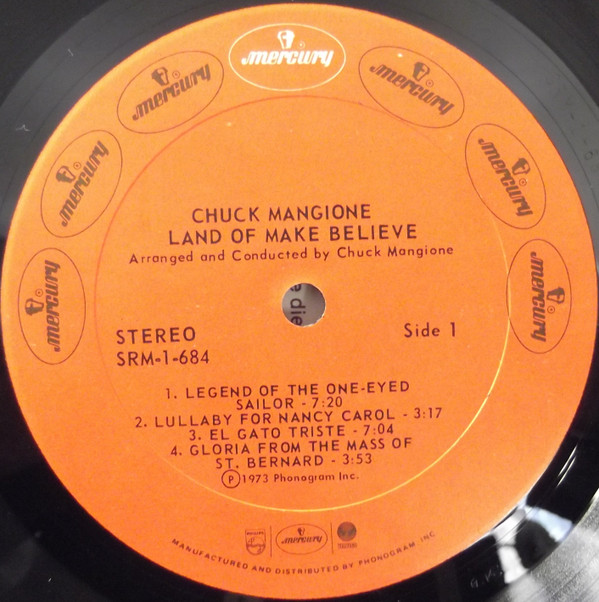 mercury
mercury
mercury
mercury
mercury
mercury
mercury
CHUCK MANGIONE
LAND OF MAKE BELIEVE
Arranged and Conducted by Chuck Mangione
die
STEREO
Side 1
SRM-1-684
1. LEGEND OF THE ONE-EYED
SAILOR - 7:20
2. LULLABY FOR NANCY CAROL - 3:17
3. EL GATO TRISTE - 7:04
4. GLORIA FROM THE MASS OF
ST. BERNARD - 3:53
Ⓟ1973 Phonogram Inc.
PHILIPS
mercury
MANUFACTURED AND DISTRIBUTED BY PHONOGRAM, INC.